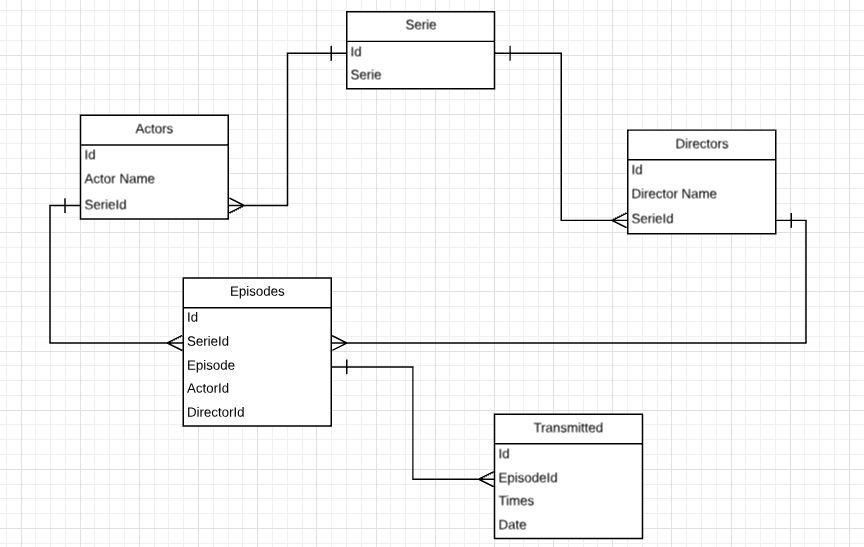 Serie
Id
Serie
Actors
Id
Actor Name
SerieId
Directors
Id
Director Name
SerieId
Episodes
Id
SerieId
Episode
ActorId
DirectorId
Transmitted
Id
EpisodeId
Times
Date